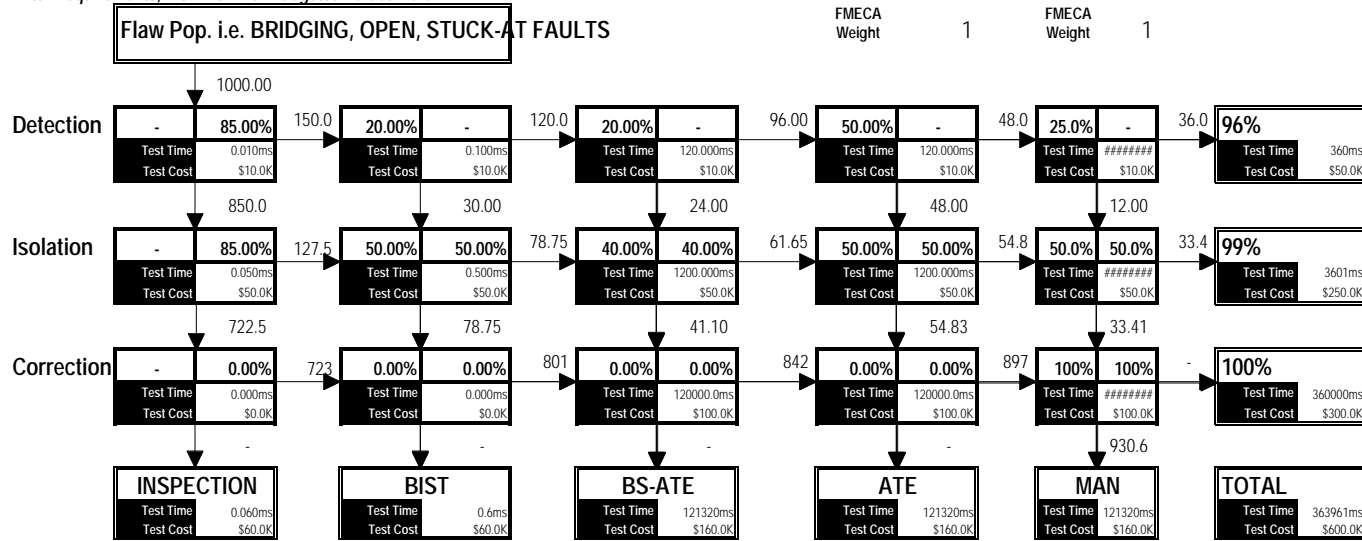 Flaw Pop. i.e. BRIDGING, OPEN, STUCK-AT FAULTS
FMECA Weight 1
FMECA Weight 1
1000.00
Detection - 85.00% 150.0 20.00% - 120.0 20.00% - 96.00 50.00% - 48.0 25.0% - 36.0 96%
Test Time 0.010ms Test Time 0.100ms Test Time 120.000ms Test Time 120.000ms Test Time ######## Test Time 360ms
Test Cost $10.0K Test Cost $10.0K Test Cost $10.0K Test Cost $10.0K Test Cost $10.0K Test Cost $50.0K
850.0 30.00 24.00 48.00 12.00
Isolation - 85.00% 127.5 50.00% 50.00% 78.75 40.00% 40.00% 61.65 50.00% 50.00% 54.8 50.0% 50.0% 33.4 99%
Test Time 0.050ms Test Time 0.500ms Test Time 1200.000ms Test Time 1200.000ms Test Time ######## Test Time 3601ms
Test Cost $50.0K Test Cost $50.0K Test Cost $50.0K Test Cost $50.0K Test Cost $50.0K Test Cost $250.0K
722.5 78.75 41.10 54.83 33.41
Correction - 0.00% 723 0.00% 0.00% 801 0.00% 0.00% 842 0.00% 0.00% 897 100% 100% - 100%
Test Time 0.000ms Test Time 0.000ms Test Time 120000.0ms Test Time 120000.0ms Test Time ######## Test Time 360000ms
Test Cost $0.0K Test Cost $0.0K Test Cost $100.0K Test Cost $100.0K Test Cost $100.0K Test Cost $300.0K
- - - - 930.6
INSPECTION BIST BS-ATE ATE MAN TOTAL
Test Time 0.060ms Test Time 0.6ms Test Time 121320ms Test Time 121320ms Test Time 121320ms Test Time 363961ms
Test Cost $60.0K Test Cost $60.0K Test Cost $160.0K Test Cost $160.0K Test Cost $160.0K Test Cost $600.0K